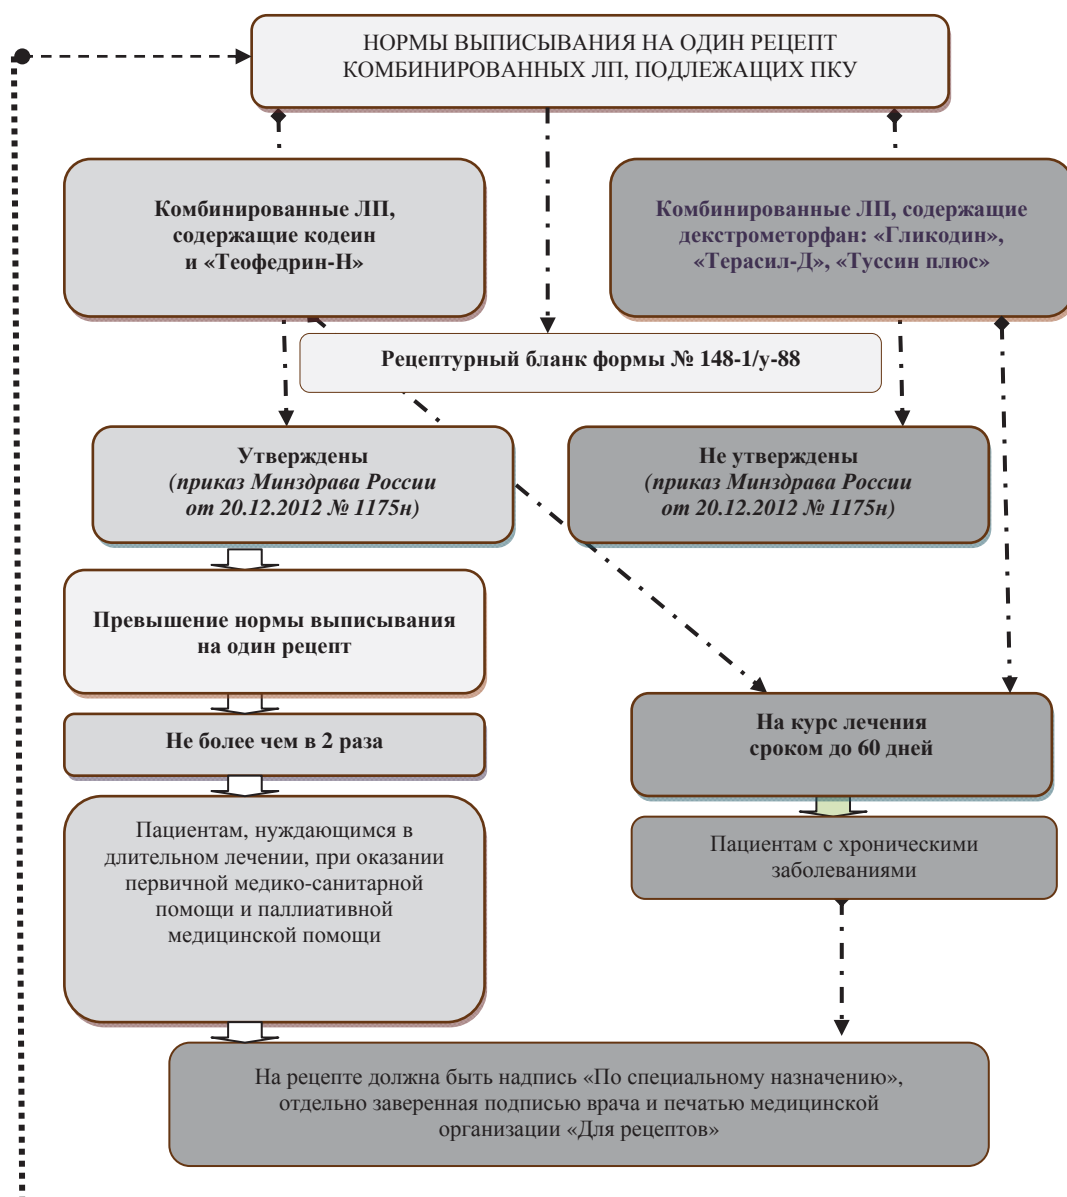 НОРМЫ ВЫПИСЫВАНИЯ НА ОДИН РЕЦЕПТ
КОМБИНИРОВАННЫХ ЛП, ПОДЛЕЖАЩИХ ПКУ
Комбинированные ЛП,
содержащие кодеин
и «Теофедрин-Н»
Комбинированные ЛП, содержащие
декстрометорфан: «Гликодин»,
«Терасил-Д», «Туссин плюс»
Рецептурный бланк формы № 148-1/у-88
Утверждены
(приказ Минздрава России
от 20.12.2012 № 1175н)
Не утверждены
(приказ Минздрава России
от 20.12.2012 № 1175н)
Превышение нормы выписывания
на один рецепт
Не более чем в 2 раза
На курс лечения
сроком до 60 дней
Пациентам, нуждающимся в
длительном лечении, при оказании
первичной медико-санитарной
помощи и паллиативной
медицинской помощи
Пациентам с хроническими
заболеваниями
На рецепте должна быть надпись «По специальному назначению»,
отдельно заверенная подписью врача и печатью медицинской
организации «Для рецептов»